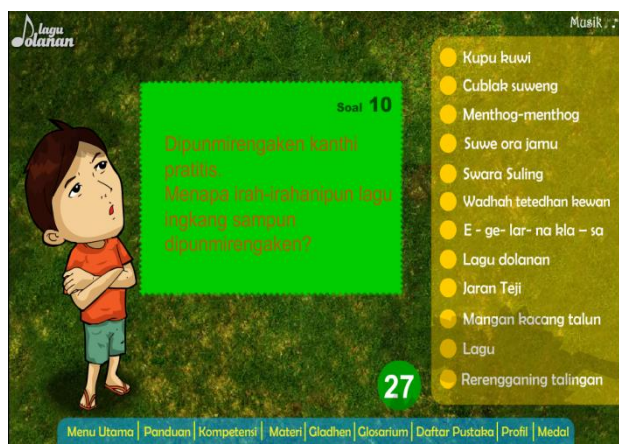 lagu
Dolanan
Musik
Soal 10
Dipunmirengaken kanthi
pratitis.
Menapa irah-irahanipun lagu
ingkang sampun
dipunmirengaken?
27
Kupu kuwi
Cublak suweng
Menthog-menthog
Suwe ora jamu
Swara Suling
Wadhah tetedhan kewan
E - ge- lar- na kla – sa
Lagu dolanan
Jaran Teji
Mangan kacang talun
Lagu
Rerengganing talingan
Menu Utama | Panduan | Kompetensi | Materi | Gladhen | Glosarium | Daftar Pustaka | Profil | Medal